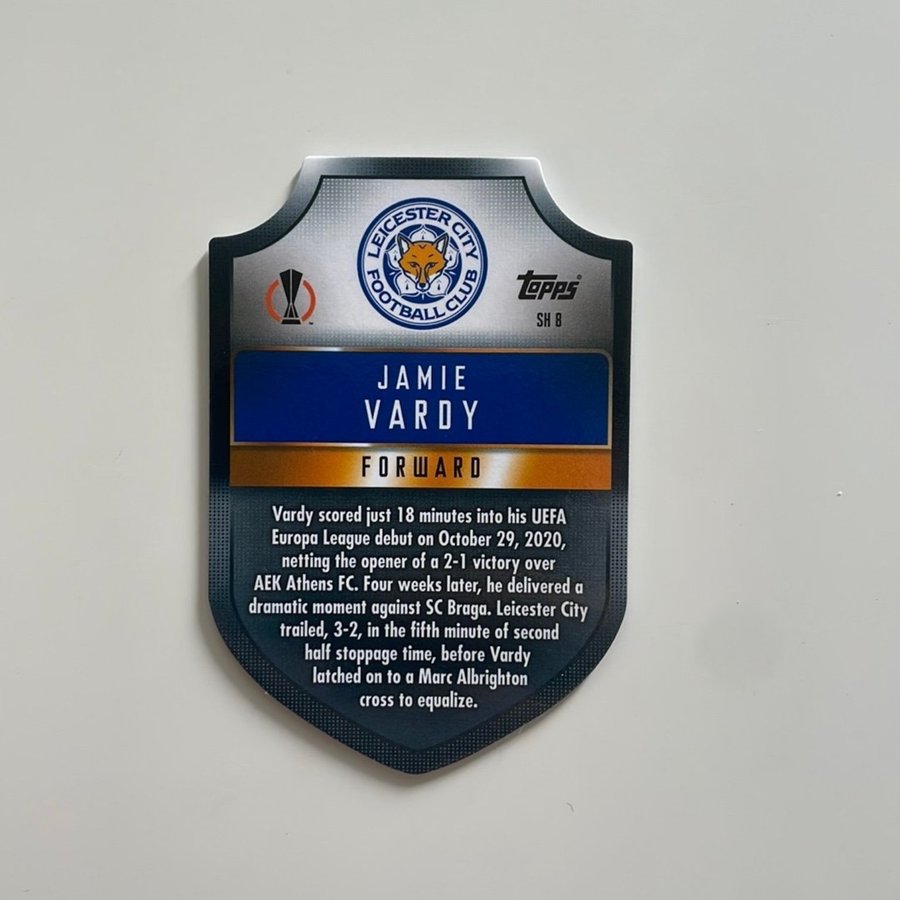 LEICESTER CITY
FOOTBALL CLUB
Topps®
SH 8
™
JAMIE
VARDY
FORWARD
Vardy scored just 18 minutes into his UEFA
Europa League debut on October 29, 2020,
netting the opener of a 2-1 victory over
AEK Athens FC. Four weeks later, he delivered a
dramatic moment against SC Braga. Leicester City
trailed, 3-2, in the fifth minute of second
half stoppage time, before Vardy
latched on to a Marc Albrighton
cross to equalize.